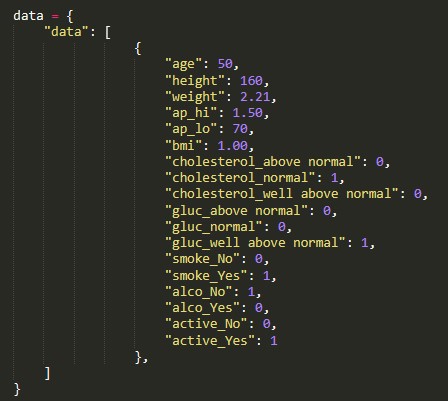 data = {
    "data": [
                {
                    "age": 50,
                    "height": 160,
                    "weight": 2.21,
                    "ap_hi": 1.50,
                    "ap_lo": 70,
                    "bmi": 1.00,
                    "cholesterol_above normal": 0,
                    "cholesterol_normal": 1,
                    "cholesterol_well above normal": 0,
                    "gluc_above normal": 0,
                    "gluc_normal": 0,
                    "gluc_well above normal": 1,
                    "smoke_No": 0,
                    "smoke_Yes": 1,
                    "alco_No": 1,
                    "alco_Yes": 0,
                    "active_No": 0,
                    "active_Yes": 1
                },
    ]
}